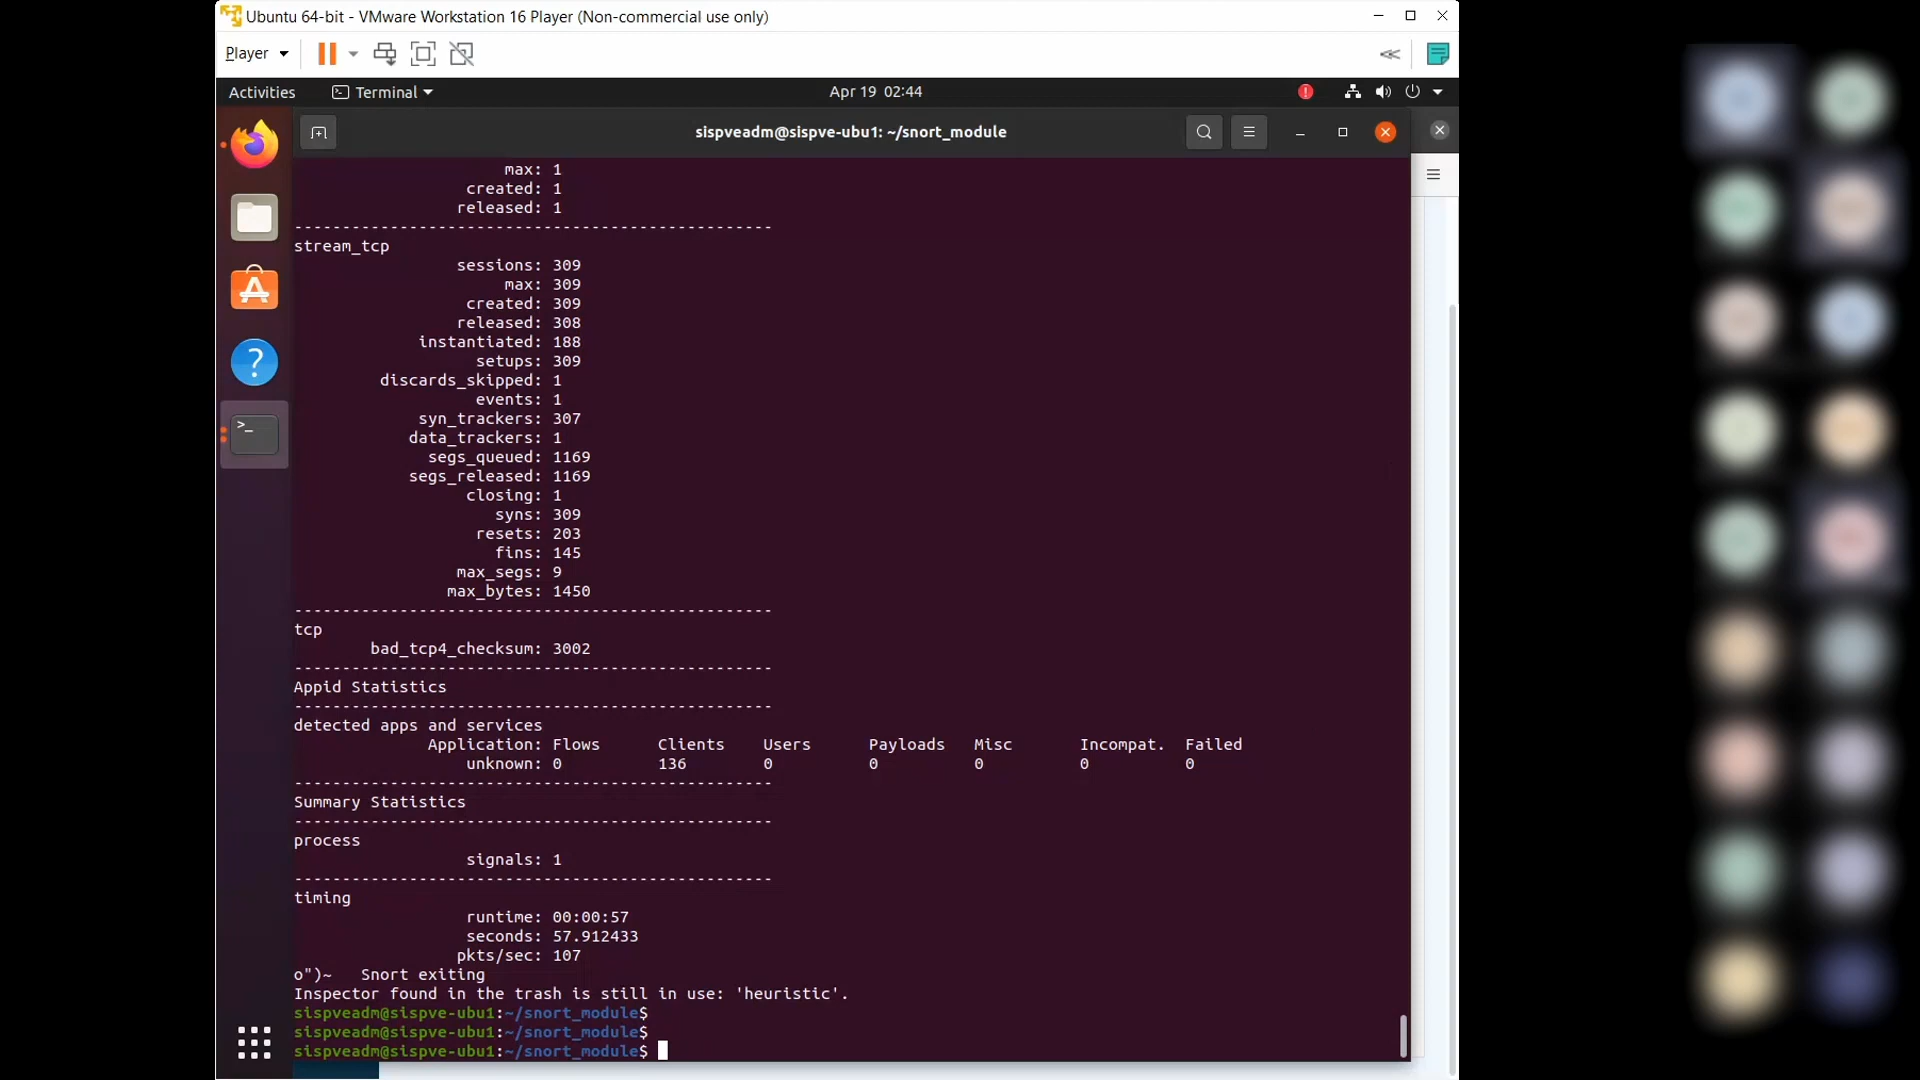 Ubuntu 64-bit - VMware Workstation 16 Player (Non-commercial use only)
Player
Activities
Terminal
Apr 19 02:44
sispveadm@sispve-ubu1: ~/snort_module
max: 1
created: 1
released: 1
------------------------------------------------
stream_tcp
sessions: 309
max: 309
created: 309
released: 308
instantiated: 188
setups: 309
discards_skipped: 1
events: 1
syn_trackers: 307
data_trackers: 1
segs_queued: 1169
segs_released: 1169
closing: 1
syns: 309
resets: 203
fins: 145
max_segs: 9
max_bytes: 1450
------------------------------------------------
tcp
bad_tcp4_checksum: 3002
------------------------------------------------
Appid Statistics
------------------------------------------------
detected apps and services
Application: Flows Clients Users Payloads Misc Incompat. Failed
unknown: 0 136 0 0 0 0 0
------------------------------------------------
Summary Statistics
------------------------------------------------
process
signals: 1
------------------------------------------------
timing
runtime: 00:00:57
seconds: 57.912433
pkts/sec: 107
o")~ Snort exiting
Inspector found in the trash is still in use: 'heuristic'.
sispveadm@sispve-ubu1:~/snort_module$
sispveadm@sispve-ubu1:~/snort_module$
sispveadm@sispve-ubu1:~/snort_module$